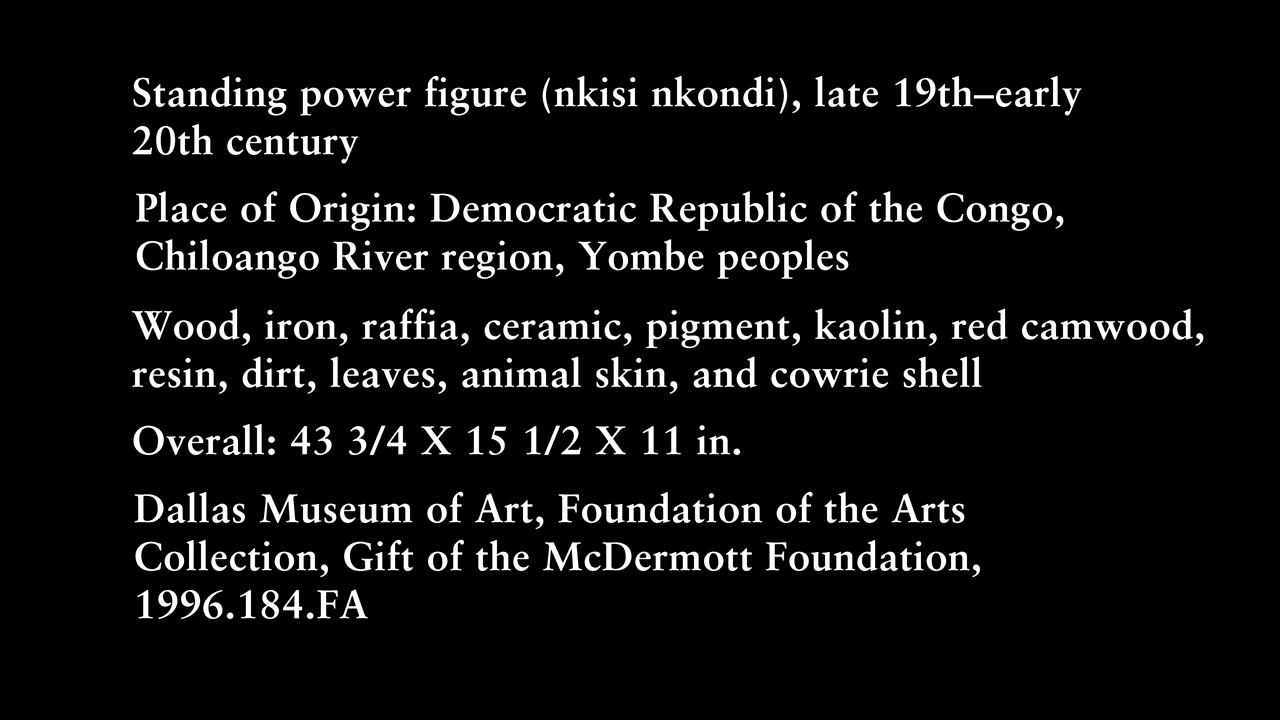 Standing power figure (nkisi nkondi), late 19th–early
20th century
Place of Origin: Democratic Republic of the Congo,
Chiloango River region, Yombe peoples
Wood, iron, raffia, ceramic, pigment, kaolin, red camwood,
resin, dirt, leaves, animal skin, and cowrie shell
Overall: 43 3/4 X 15 1/2 X 11 in.
Dallas Museum of Art, Foundation of the Arts
Collection, Gift of the McDermott Foundation,
1996.184.FA